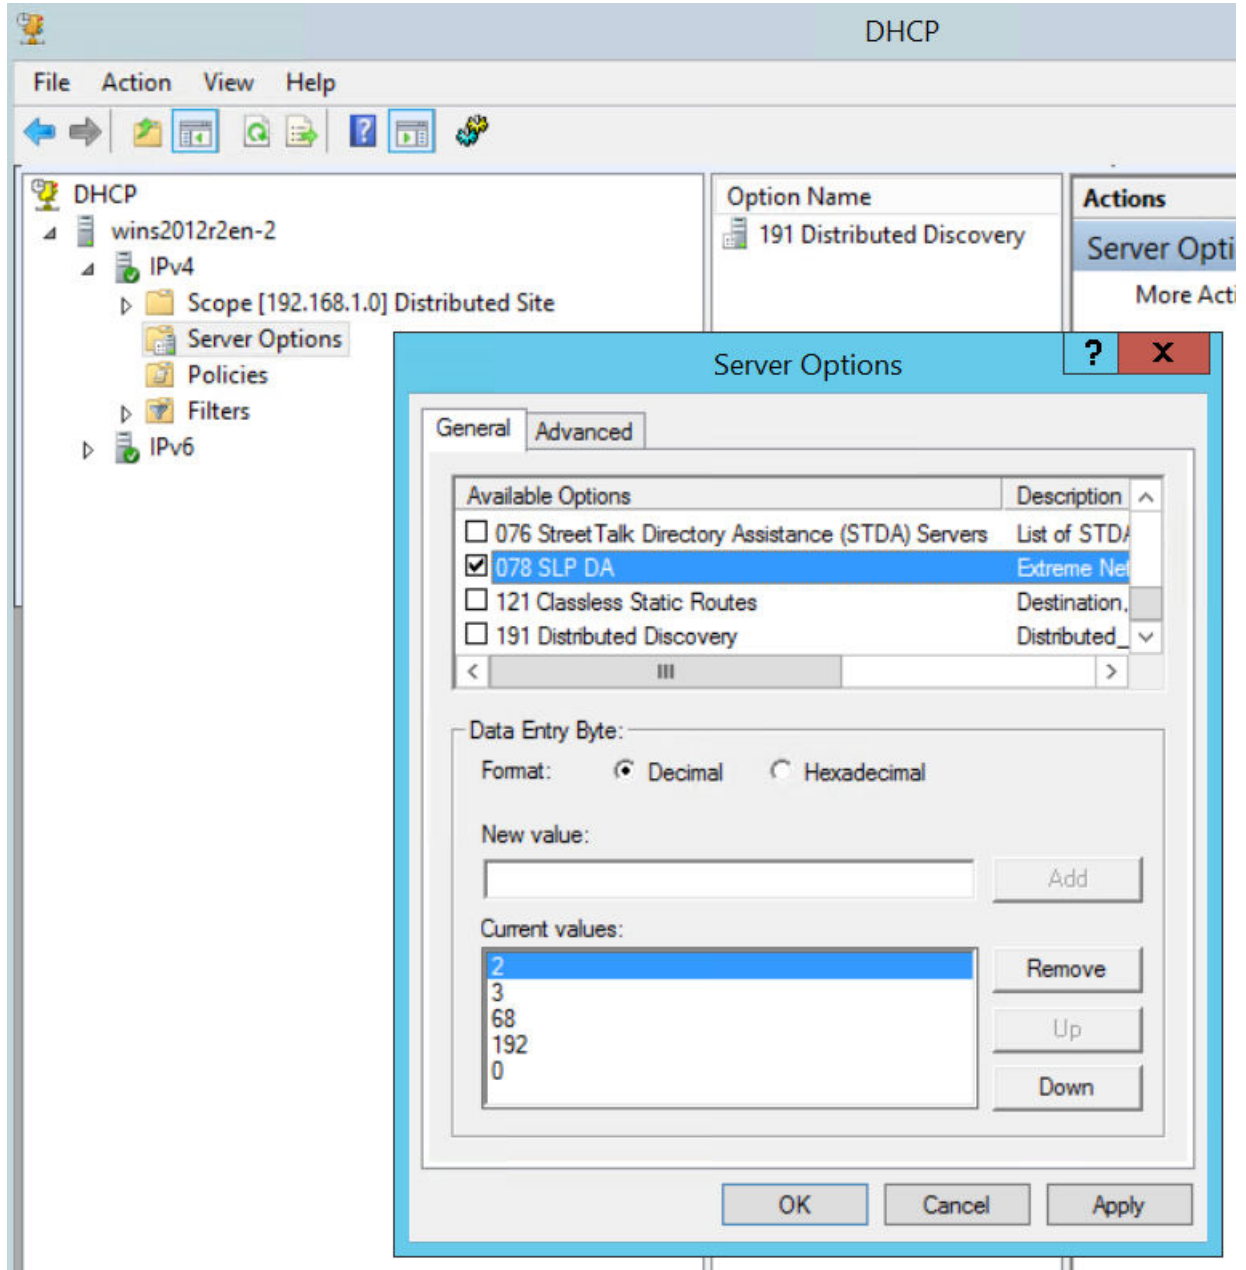 DHCP
File Action View Help
DHCP
wins2012r2en-2
IPv4
Scope [192.168.1.0] Distributed Site
Server Options
Policies
Filters
IPv6
Option Name
191 Distributed Discovery
Actions
Server Opti
More Acti
Server Options
?
X
General Advanced
Available Options Description
076 StreetTalk Directory Assistance (STDA) Servers List of STDA
078 SLP DA Extreme Net
121 Classless Static Routes Destination,
191 Distributed Discovery Distributed_
Data Entry Byte:
Format: Decimal Hexadecimal
New value:
Add
Current values:
2
3
68
192
0
Remove
Up
Down
OK Cancel Apply